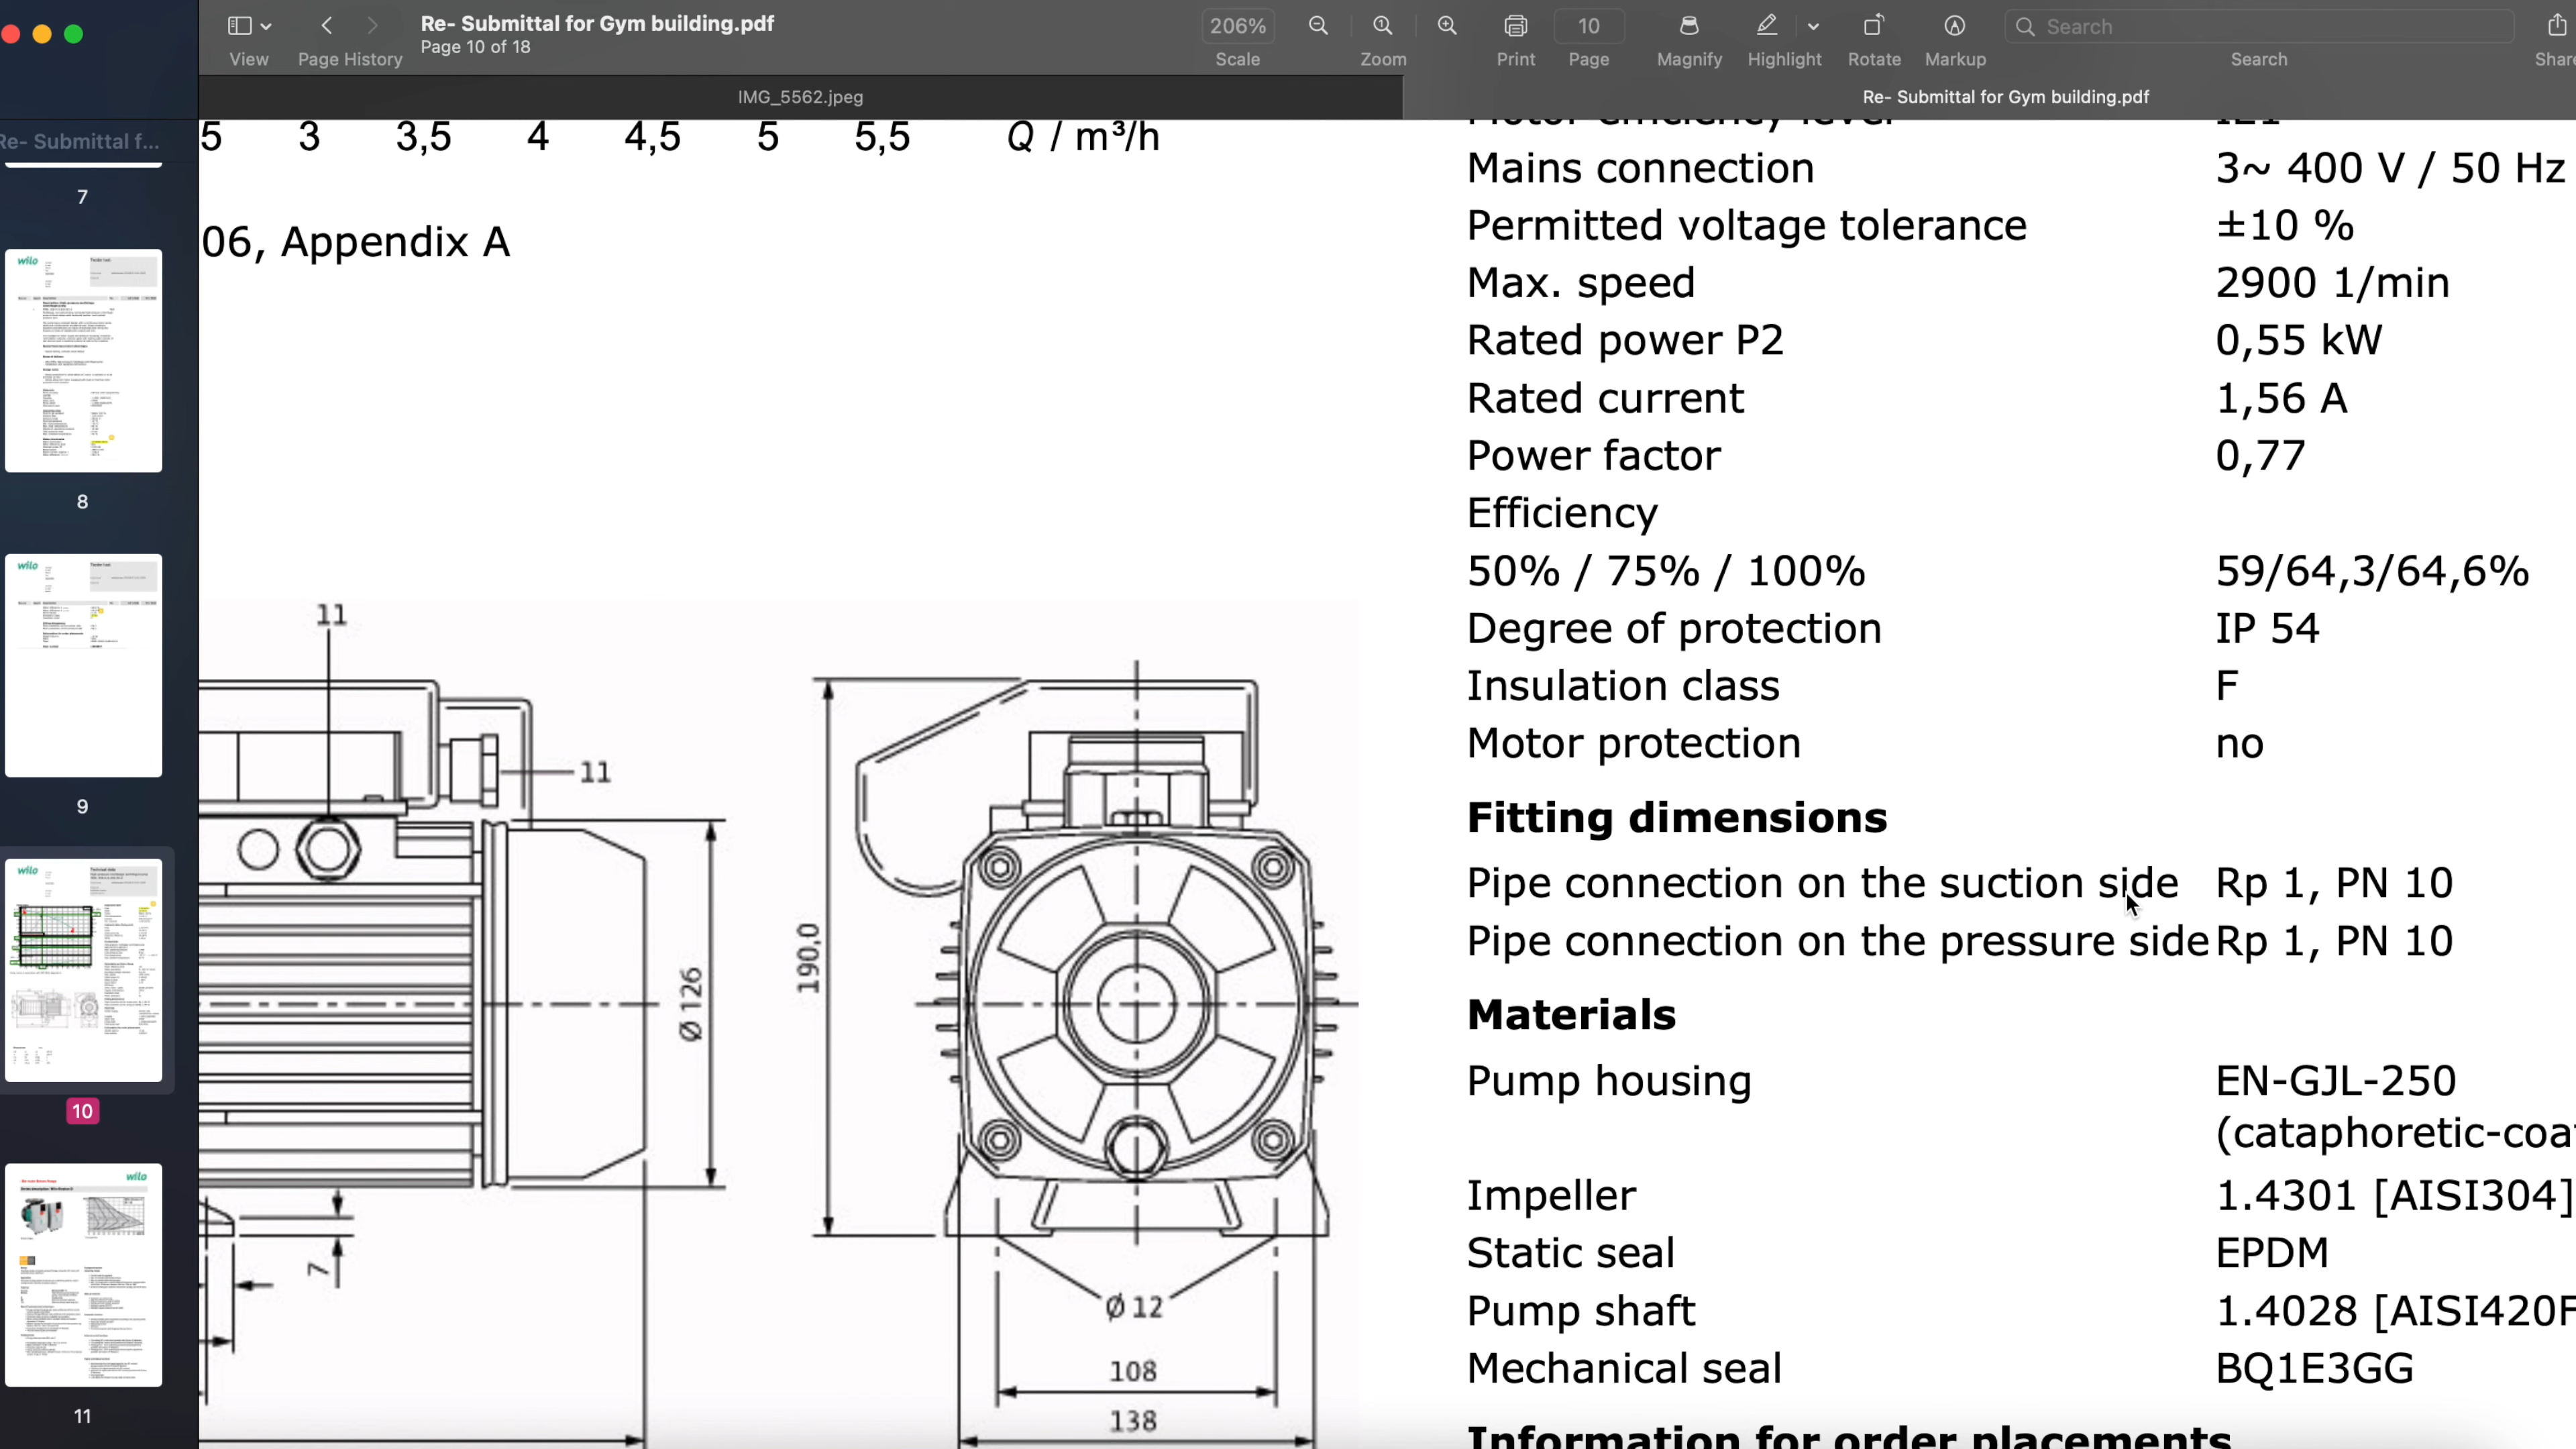 Re- Submittal for Gym building.pdf
Page 10 of 18
View
Page History
206%
Scale
Zoom
Print
10
Page
Magnify
Highlight
Rotate
Markup
Search
Search
IMG_5562.jpeg
Re- Submittal for Gym building.pdf
Re- Submittal f...
7
wilo
8
wilo
9
wilo
10
wilo
11
5 3 3,5 4 4,5 5 5,5 Q / m³/h
06, Appendix A
11
11
Ø 126
190,0
7
Ø 12
108
138
Mains connection 3~ 400 V / 50 Hz
Permitted voltage tolerance ±10 %
Max. speed 2900 1/min
Rated power P2 0,55 kW
Rated current 1,56 A
Power factor 0,77
Efficiency
50% / 75% / 100% 59/64,3/64,6%
Degree of protection IP 54
Insulation class F
Motor protection no
Fitting dimensions
Pipe connection on the suction side Rp 1, PN 10
Pipe connection on the pressure side Rp 1, PN 10
Materials
Pump housing EN-GJL-250
(cataphoretic-coa
Impeller 1.4301 [AISI304]
Static seal EPDM
Pump shaft 1.4028 [AISI420F
Mechanical seal BQ1E3GG
Information for order placements